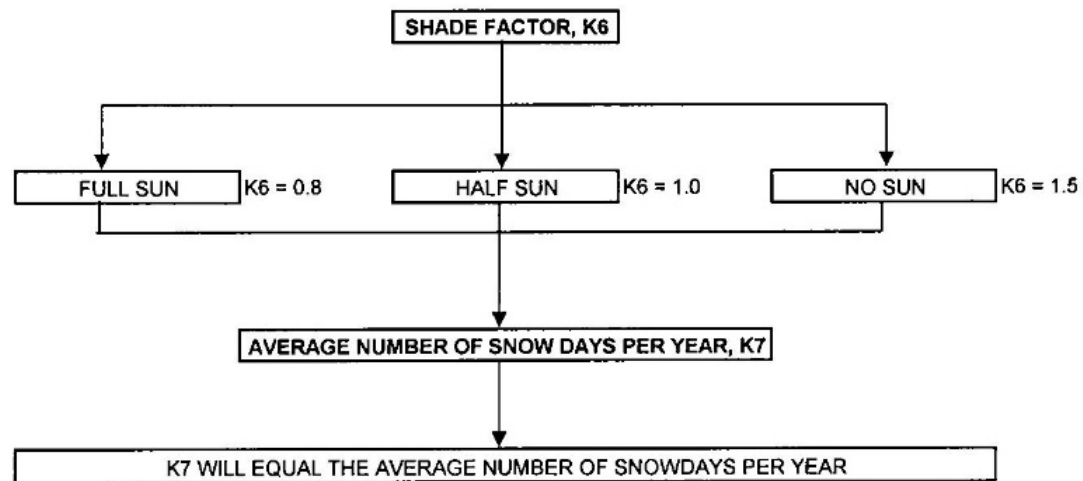 SHADE FACTOR, K6
FULL SUN K6 = 0.8 HALF SUN K6 = 1.0 NO SUN K6 = 1.5
AVERAGE NUMBER OF SNOW DAYS PER YEAR, K7
K7 WILL EQUAL THE AVERAGE NUMBER OF SNOWDAYS PER YEAR